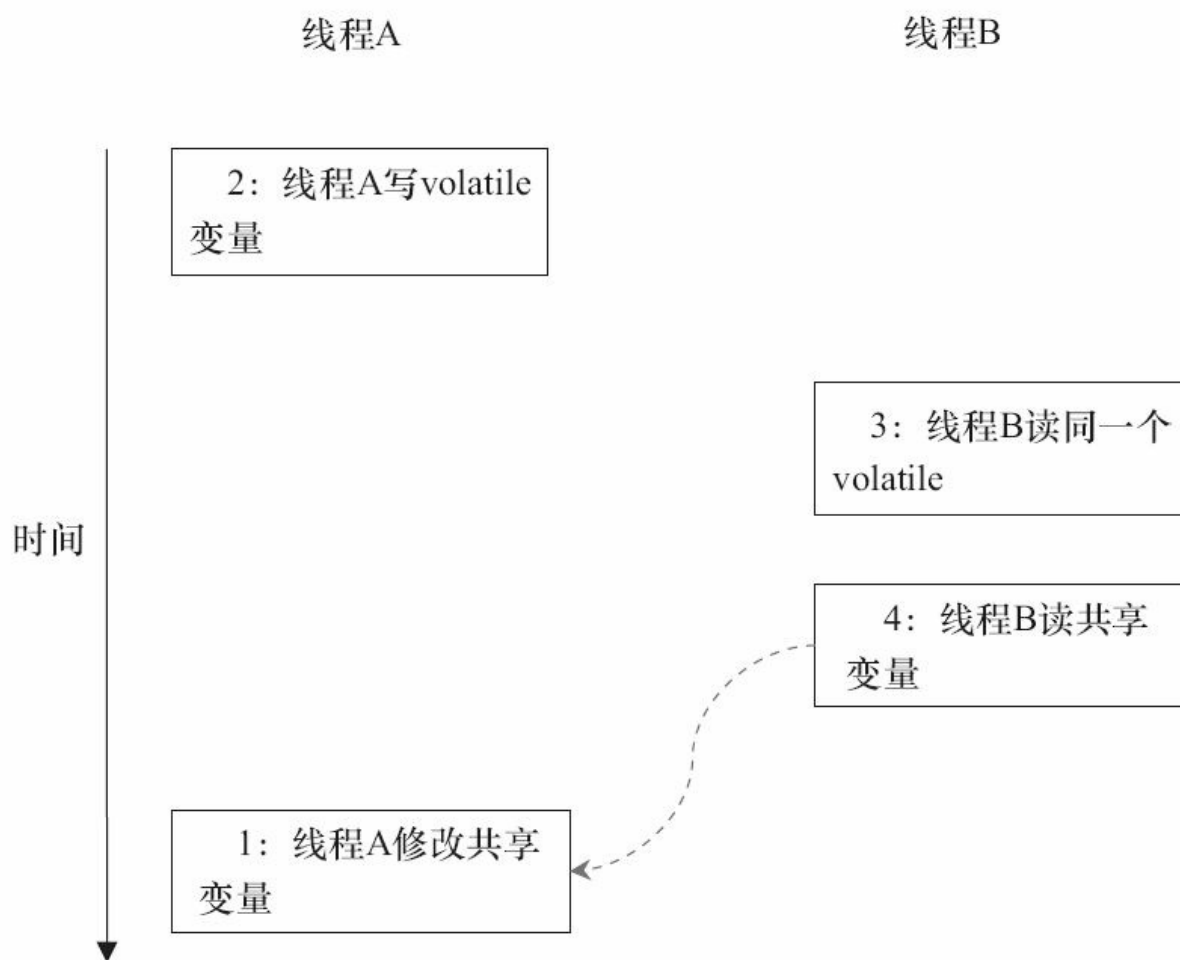 线程A
线程B
2：线程A写volatile
变量
3：线程B读同一个
volatile
时间
4：线程B读共享
变量
1：线程A修改共享
变量